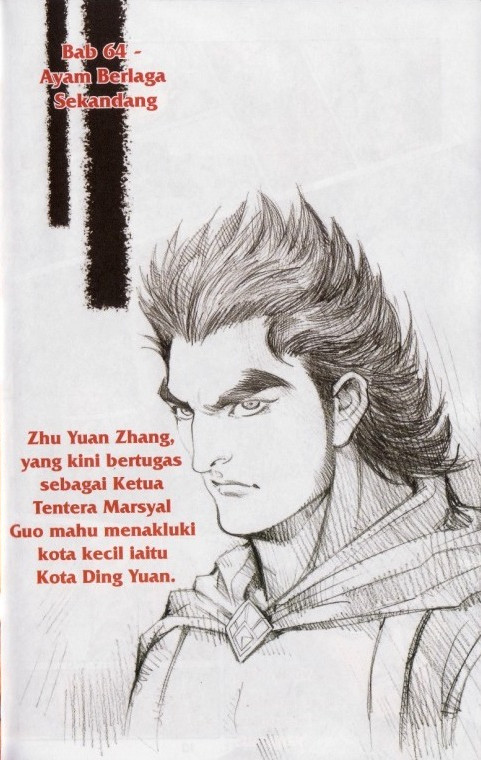 Bab 64 -
Ayam Berlaga
Sekandang
Zhu Yuan Zhang,
yang kini bertugas
sebagai Ketua
Tentera Marsyal
Guo mahu menakluki
kota kecil iaitu
Kota Ding Yuan.